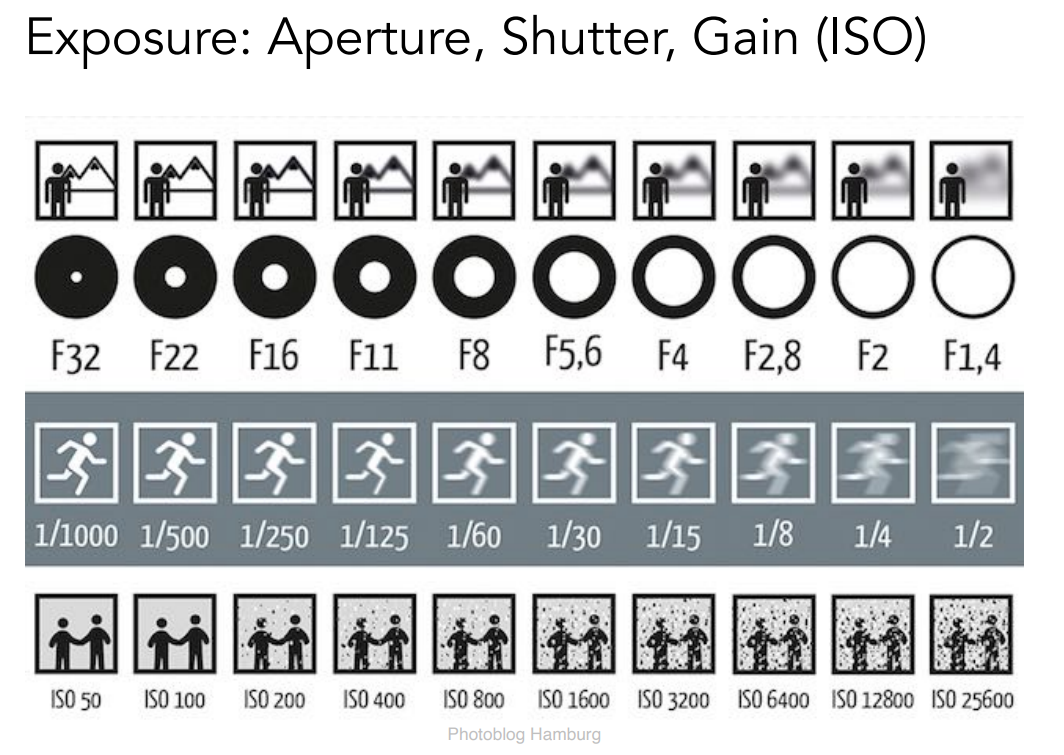 Exposure: Aperture, Shutter, Gain (ISO)
F32 F22 F16 F11 F8 F5,6 F4 F2,8 F2 F1,4
1/1000 1/500 1/250 1/125 1/60 1/30 1/15 1/8 1/4 1/2
ISO 50 ISO 100 ISO 200 ISO 400 ISO 800 ISO 1600 ISO 3200 ISO 6400 ISO 12800 ISO 25600
Photoblog Hamburg